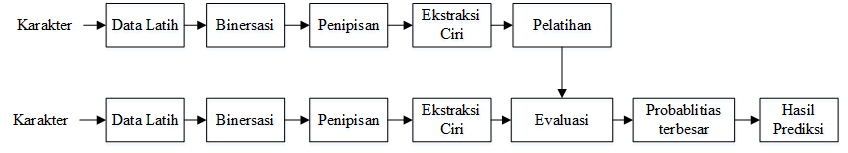 Karakter
Data Latih
Binersasi
Penipisan
Ekstraksi
Ciri
Pelatihan
Karakter
Data Latih
Binersasi
Penipisan
Ekstraksi
Ciri
Evaluasi
Probablitias
terbesar
Hasil
Prediksi